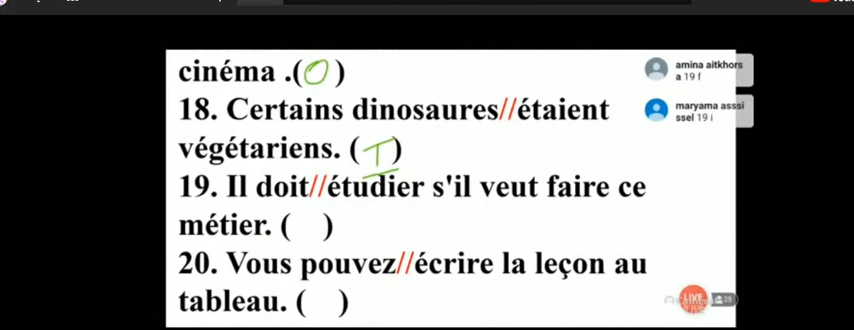 cinéma .(O)
18. Certains dinosaures//étaient
végétariens. (I)
19. Il doit//étudier s'il veut faire ce
métier. ( )
20. Vous pouvez//écrire la leçon au
tableau. ( )
amina aitkhors
a 19 f
maryama asssi
ssel 19 i
LIVE
25